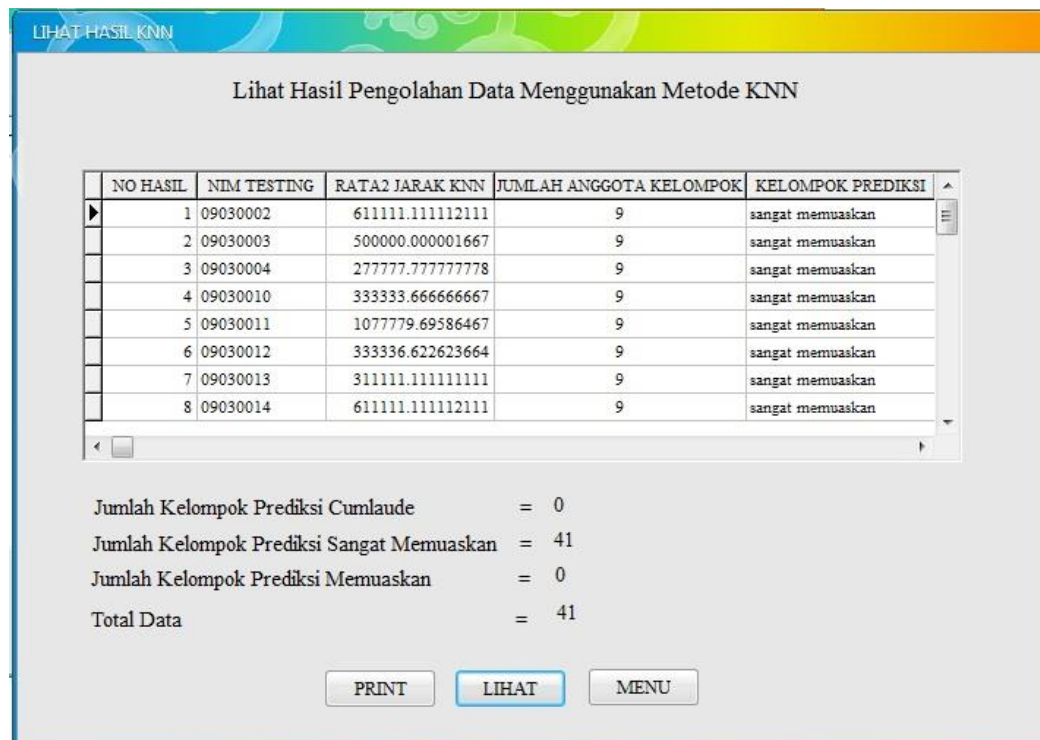 LIHAT HASIL KNN
Lihat Hasil Pengolahan Data Menggunakan Metode KNN
NO HASIL NIM TESTING RATA2 JARAK KNN JUMLAH ANGGOTA KELOMPOK KELOMPOK PREDIKSI
1 09030002 611111.111112111 9 sangat memuaskan
2 09030003 500000.000001667 9 sangat memuaskan
3 09030004 277777.777777778 9 sangat memuaskan
4 09030010 333333.666666667 9 sangat memuaskan
5 09030011 1077779.69586467 9 sangat memuaskan
6 09030012 333336.622623664 9 sangat memuaskan
7 09030013 311111.111111111 9 sangat memuaskan
8 09030014 611111.111112111 9 sangat memuaskan
Jumlah Kelompok Prediksi Cumlaude = 0
Jumlah Kelompok Prediksi Sangat Memuaskan = 41
Jumlah Kelompok Prediksi Memuaskan = 0
Total Data = 41
PRINT LIHAT MENU